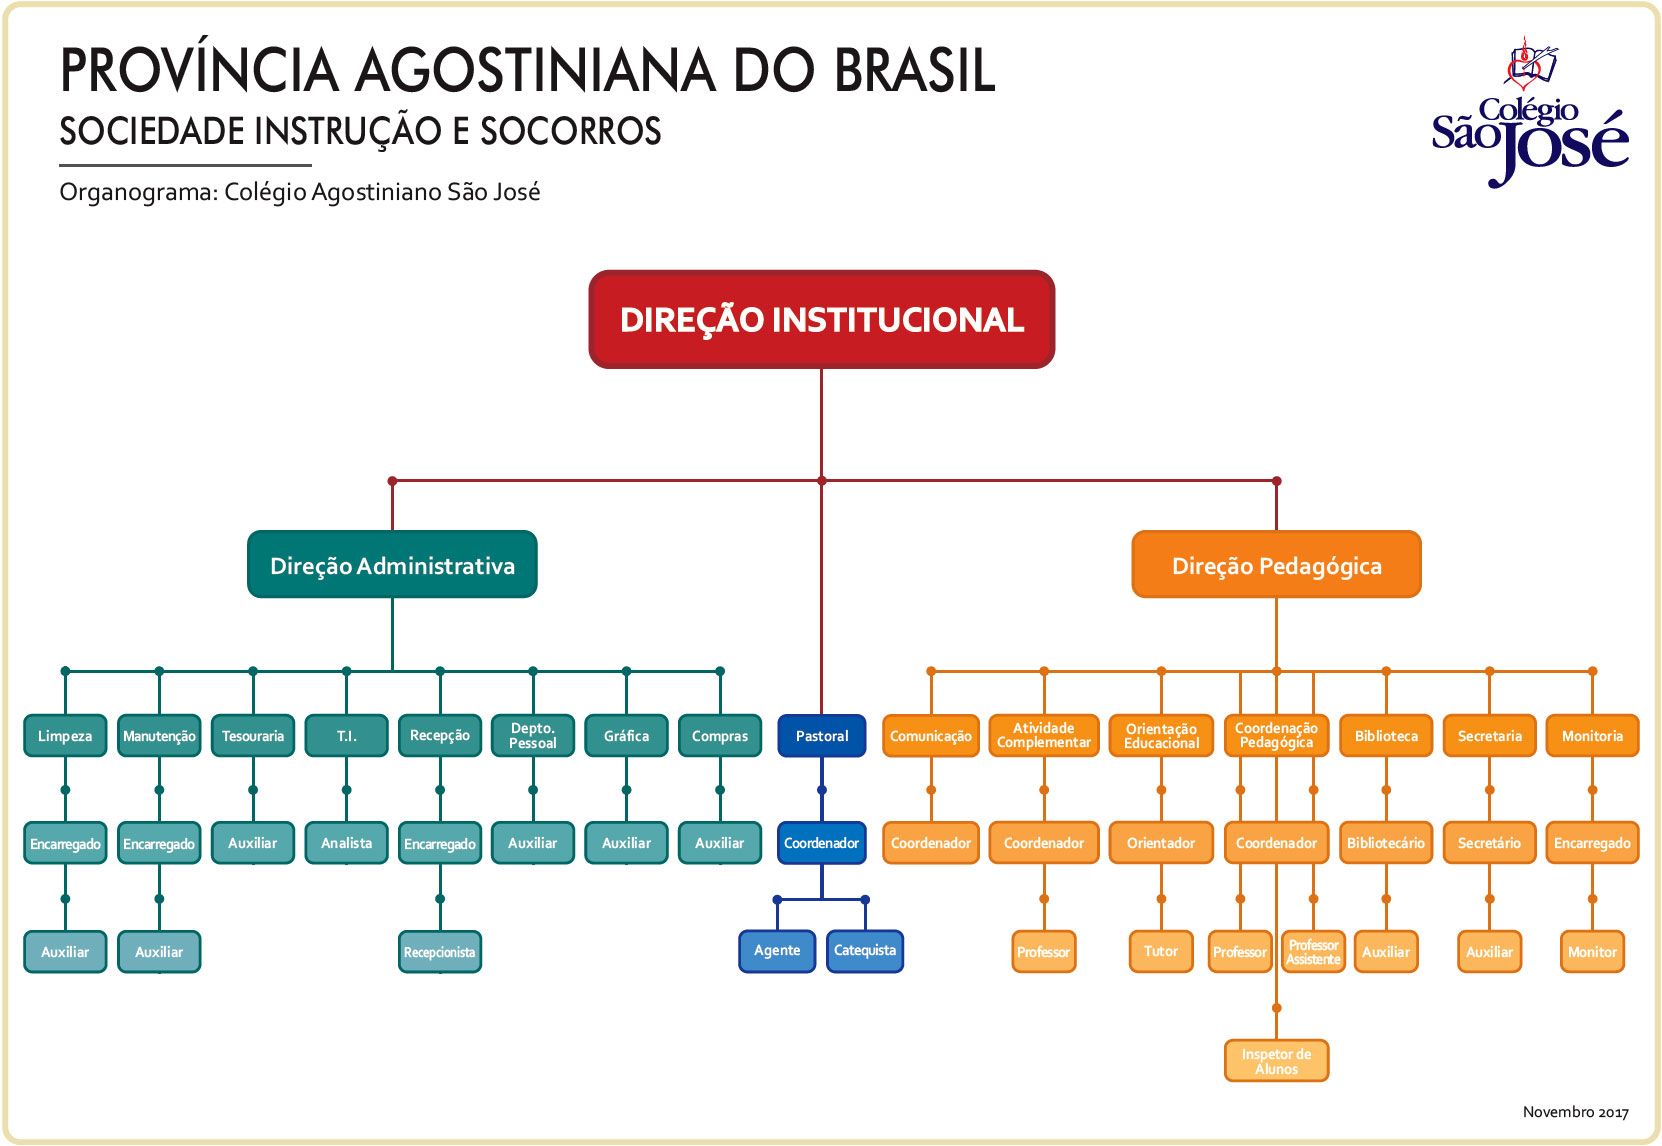 PROVÍNCIA AGOSTINIANA DO BRASIL
SOCIEDADE INSTRUÇÃO E SOCORROS
Organograma: Colégio Agostiniano São José
Colégio
São José
DIREÇÃO INSTITUCIONAL
Direção Administrativa
Direção Pedagógica
Limpeza
Manutenção
Tesouraria
T.I.
Recepção
Depto.
Pessoal
Gráfica
Compras
Pastoral
Comunicação
Atividade
Complementar
Orientação
Educacional
Coordenação
Pedagógica
Biblioteca
Secretaria
Monitoria
Encarregado
Encarregado
Auxiliar
Analista
Encarregado
Auxiliar
Auxiliar
Auxiliar
Coordenador
Coordenador
Coordenador
Orientador
Coordenador
Bibliotecário
Secretário
Encarregado
Auxiliar
Auxiliar
Recepcionista
Agente
Catequista
Professor
Tutor
Professor
Professor
Assistente
Auxiliar
Auxiliar
Monitor
Inspetor de
Alunos
Novembro 2017